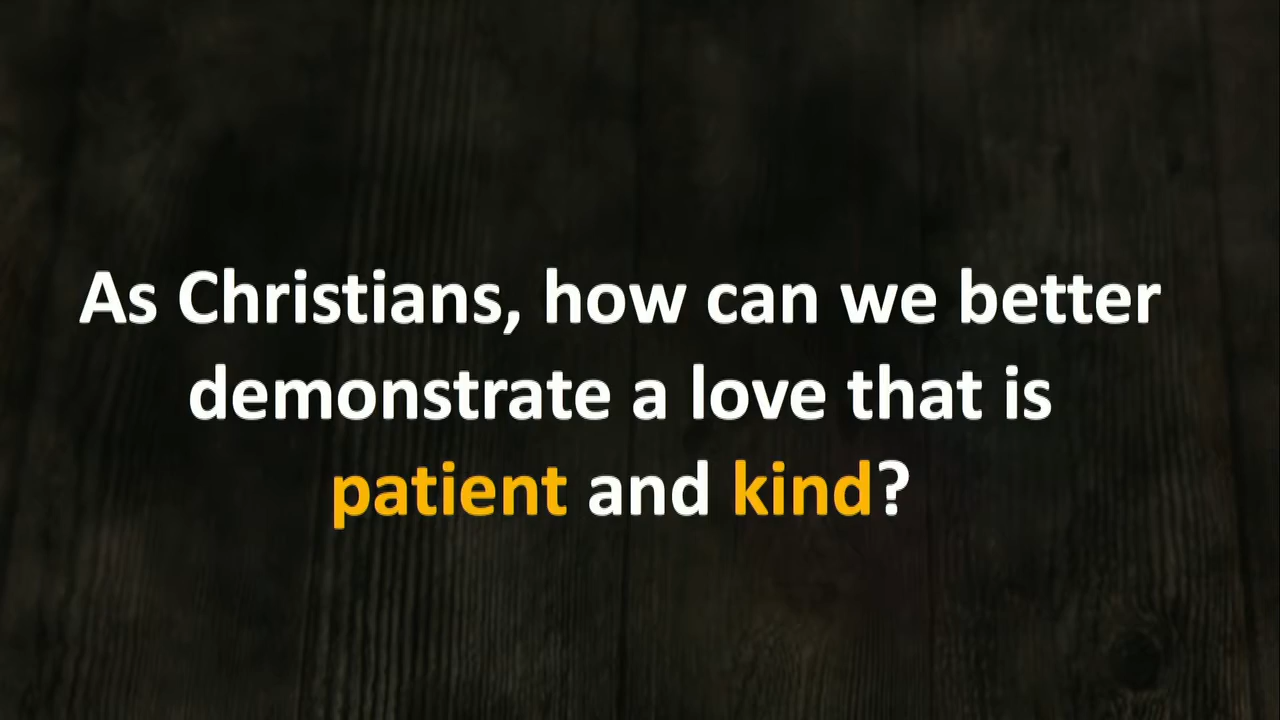 As Christians, how can we better
demonstrate a love that is
patient and kind?